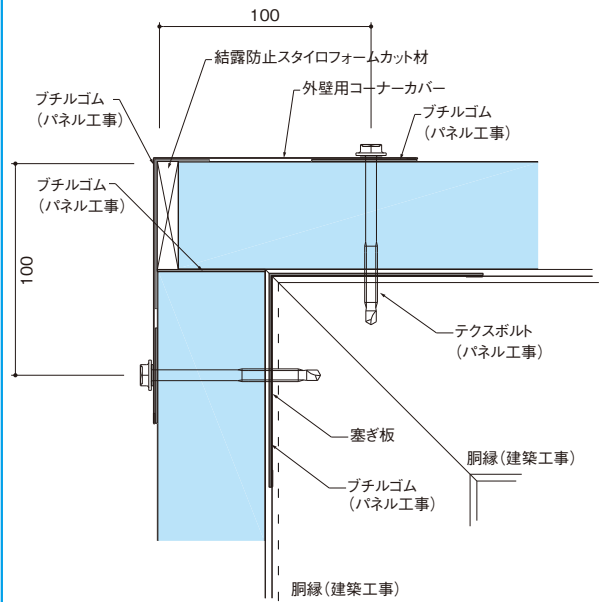 100
結露防止スタイロフォームカット材
外壁用コーナーカバー
ブチルゴム
(パネル工事)
ブチルゴム
(パネル工事)
ブチルゴム
(パネル工事)
100
テクスボルト
(パネル工事)
塞ぎ板
胴縁(建築工事)
ブチルゴム
(パネル工事)
胴縁(建築工事)